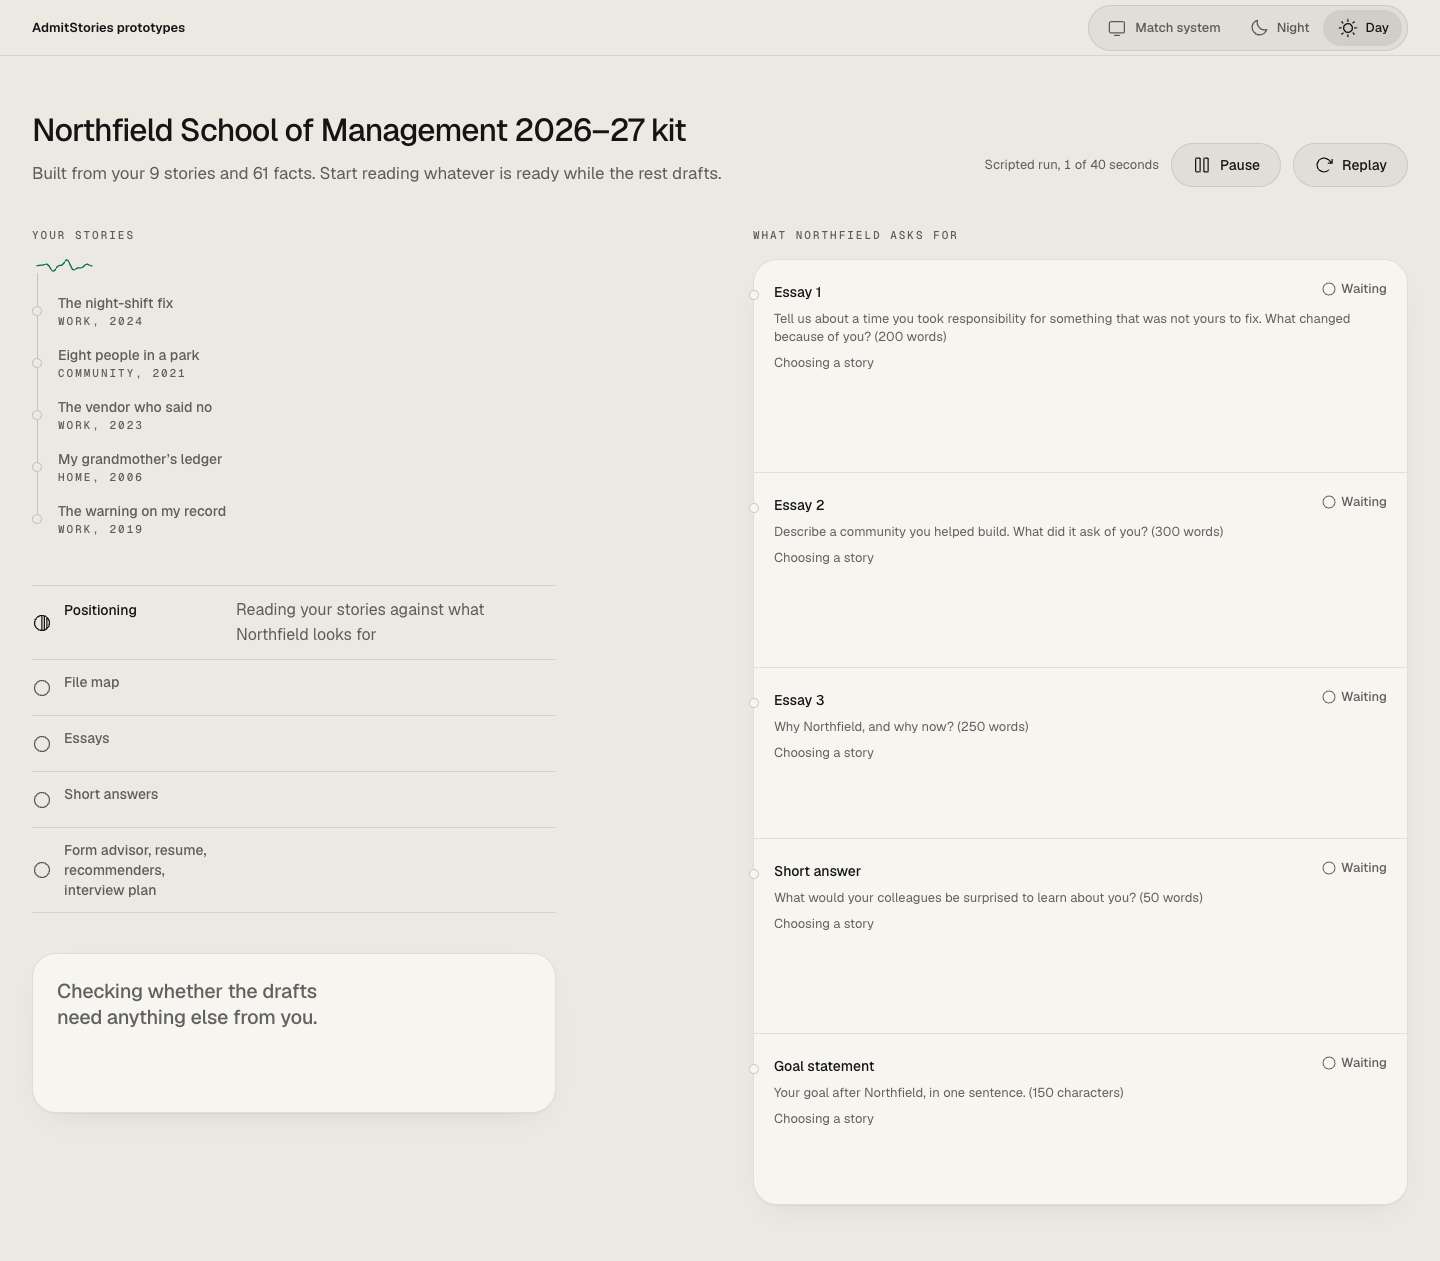 AdmitStories prototypes
Match system
Night
Day
Northfield School of Management 2026–27 kit
Built from your 9 stories and 61 facts. Start reading whatever is ready while the rest drafts.
Scripted run, 1 of 40 seconds
Pause
Replay
YOUR STORIES
The night-shift fix
WORK, 2024
Eight people in a park
COMMUNITY, 2021
The vendor who said no
WORK, 2023
My grandmother's ledger
HOME, 2006
The warning on my record
WORK, 2019
Positioning
Reading your stories against what
Northfield looks for
File map
Essays
Short answers
Form advisor, resume,
recommenders,
interview plan
Checking whether the drafts
need anything else from you.
WHAT NORTHFIELD ASKS FOR
Essay 1
Waiting
Tell us about a time you took responsibility for something that was not yours to fix. What changed
because of you? (200 words)
Choosing a story
Essay 2
Waiting
Describe a community you helped build. What did it ask of you? (300 words)
Choosing a story
Essay 3
Waiting
Why Northfield, and why now? (250 words)
Choosing a story
Short answer
Waiting
What would your colleagues be surprised to learn about you? (50 words)
Choosing a story
Goal statement
Waiting
Your goal after Northfield, in one sentence. (150 characters)
Choosing a story